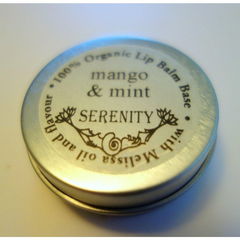 100% Organic Lip Balm Base
mango
& mint
SERENITY
with Melissa oil and flavour